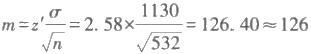 m = z′ σ/√n = 2. 58 × 1130/√532 = 126. 40 ≈ 126